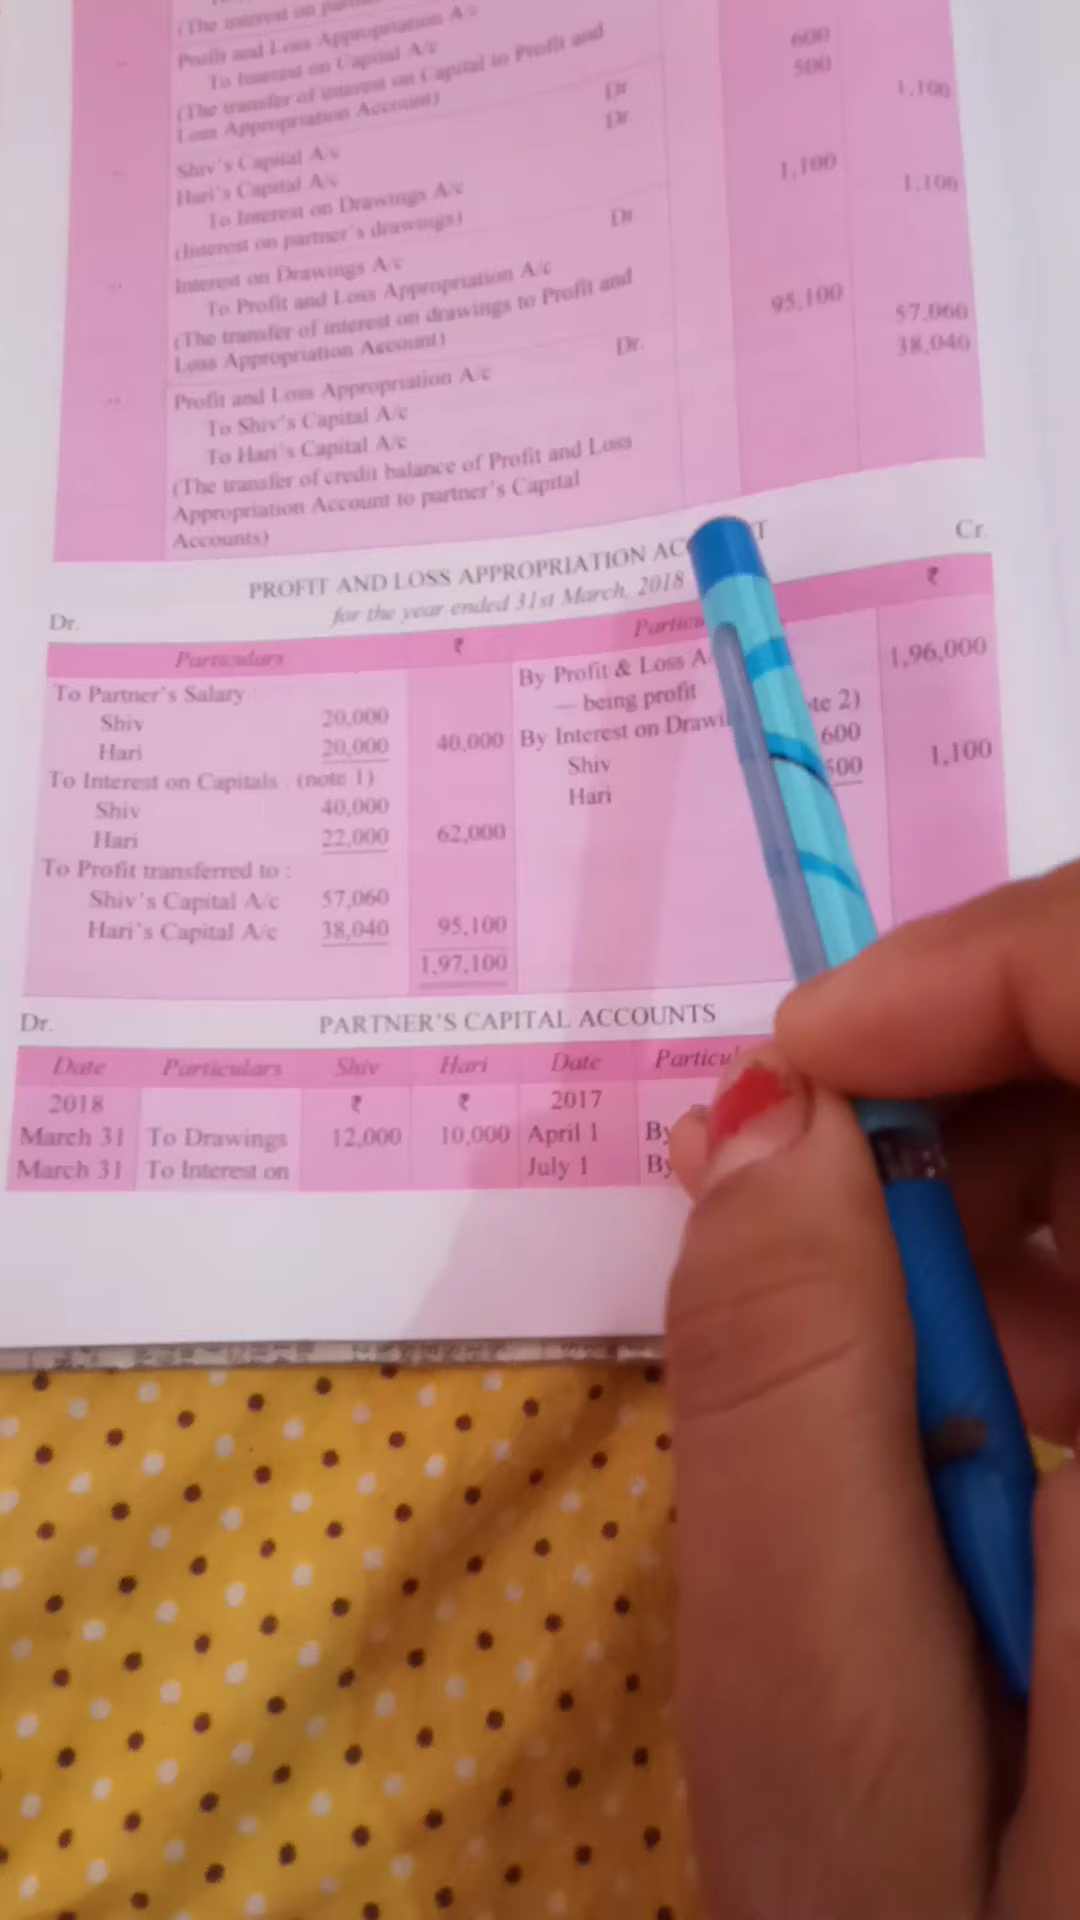 (The interest on
Profit and Loss Appropriation A/c
To Interest on Capital A/c
(The transfer of interest on Capital to Profit and
Loss Appropriation Account)
Shiv's Capital A/c Dr 600
Hari's Capital A/c Dr 500
To Interest on Drawings A/c 1,100
(Interest on partner's drawings)
Interest on Drawings A/c Dr 1,100
To Profit and Loss Appropriation A/c 1,100
(The transfer of interest on drawings to Profit and
Loss Appropriation Account)
Profit and Loss Appropriation A/c Dr. 95,100
To Shiv's Capital A/c 57,060
To Hari's Capital A/c 38,040
(The transfer of credit balance of Profit and Loss
Appropriation Account to partner's Capital
Accounts)
PROFIT AND LOSS APPROPRIATION AC T
Dr. for the year ended 31st March, 2018 Cr.
Particulars ₹ ₹
To Partner's Salary By Profit & Loss A 1,96,000
Shiv 20,000 — being profit
Hari 20,000 40,000 By Interest on 2)
To Interest on Capitals : (note 1) Shiv 600
Shiv 40,000 Hari 500 1,100
Hari 22,000 62,000
To Profit transferred to :
Shiv's Capital A/c 57,060
Hari's Capital A/c 38,040 95,100
1,97,100
Dr. PARTNER'S CAPITAL ACCOUNTS
Date Particulars Shiv Hari Date
2018 ₹ ₹ 2017
March 31 To Drawings 12,000 10,000 April 1 By
March 31 To Interest on July 1 By